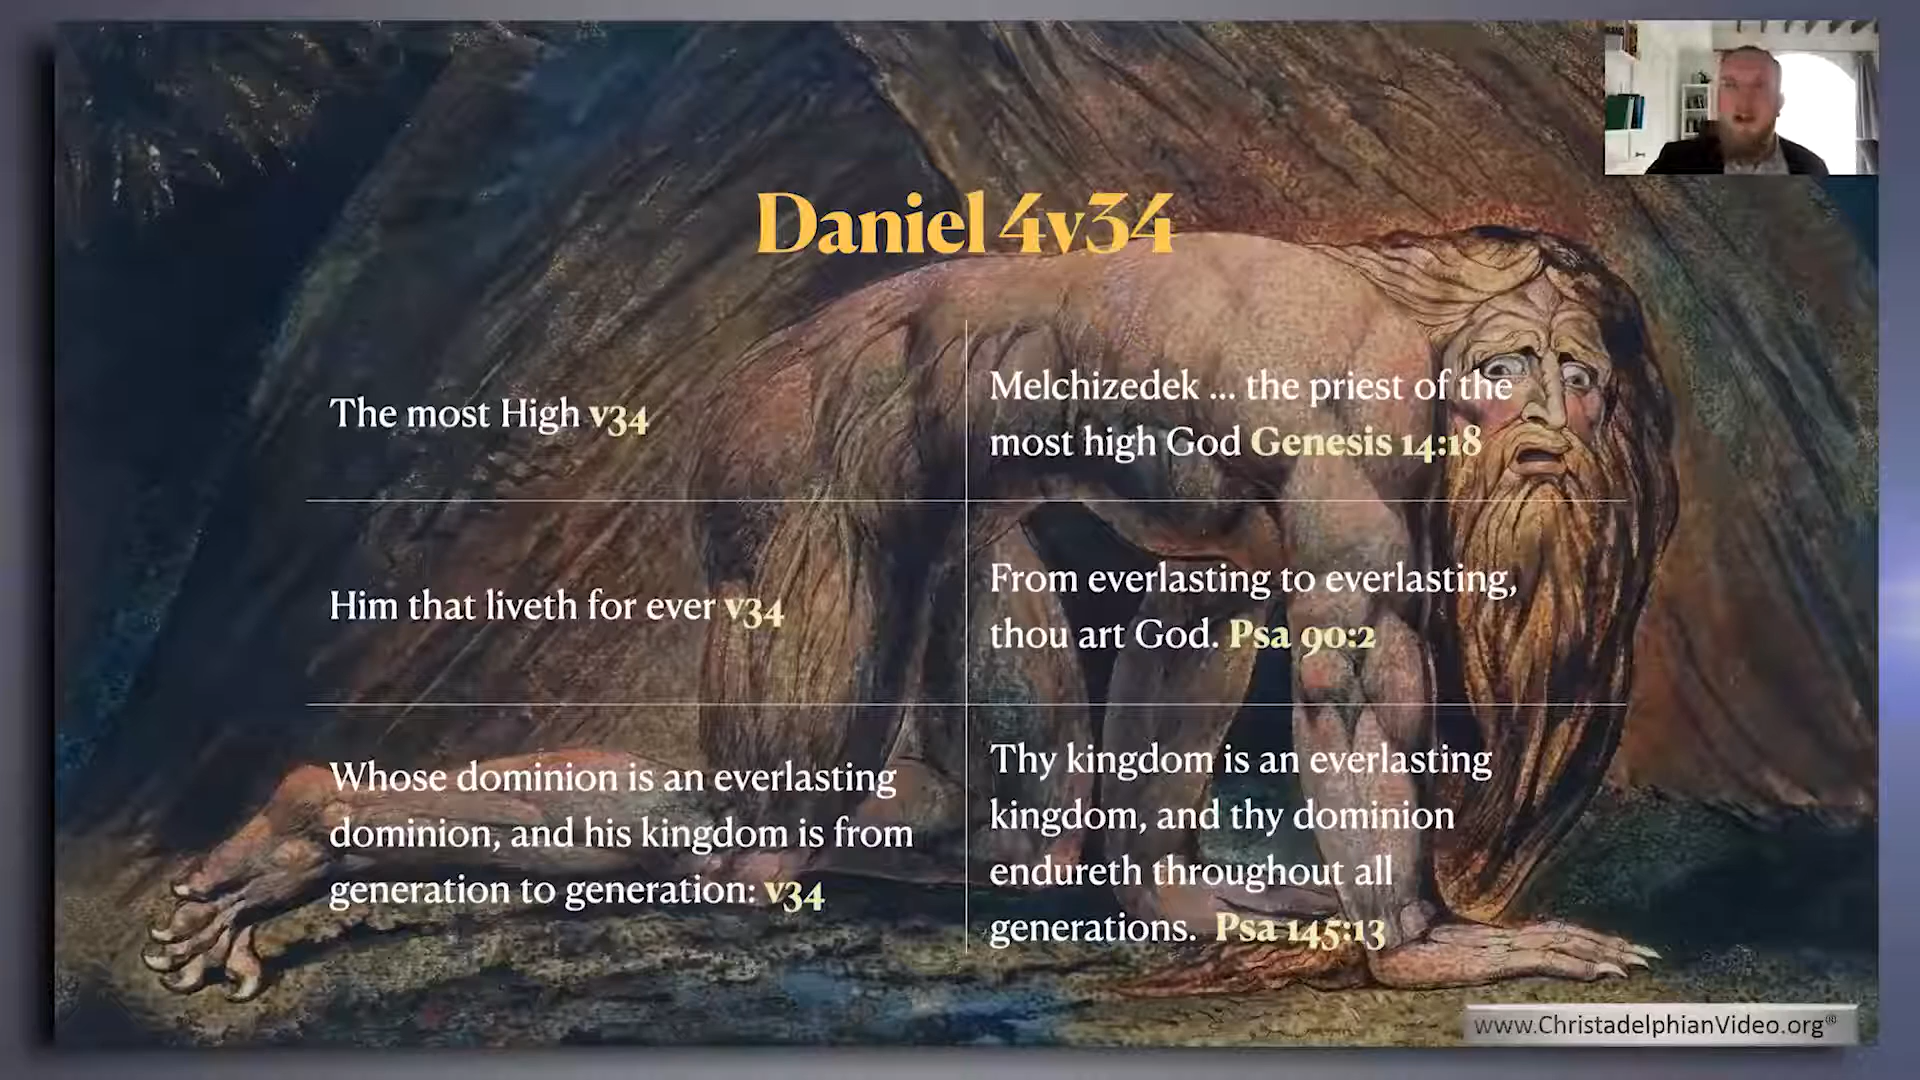 Daniel 4v34
The most High v34
Melchizedek ... the priest of the
most high God Genesis 14:18
Him that liveth for ever v34
From everlasting to everlasting,
thou art God. Psa 90:2
Whose dominion is an everlasting
dominion, and his kingdom is from
generation to generation: v34
Thy kingdom is an everlasting
kingdom, and thy dominion
endureth throughout all
generations. Psa 145:13
www.ChristadelphianVideo.org®